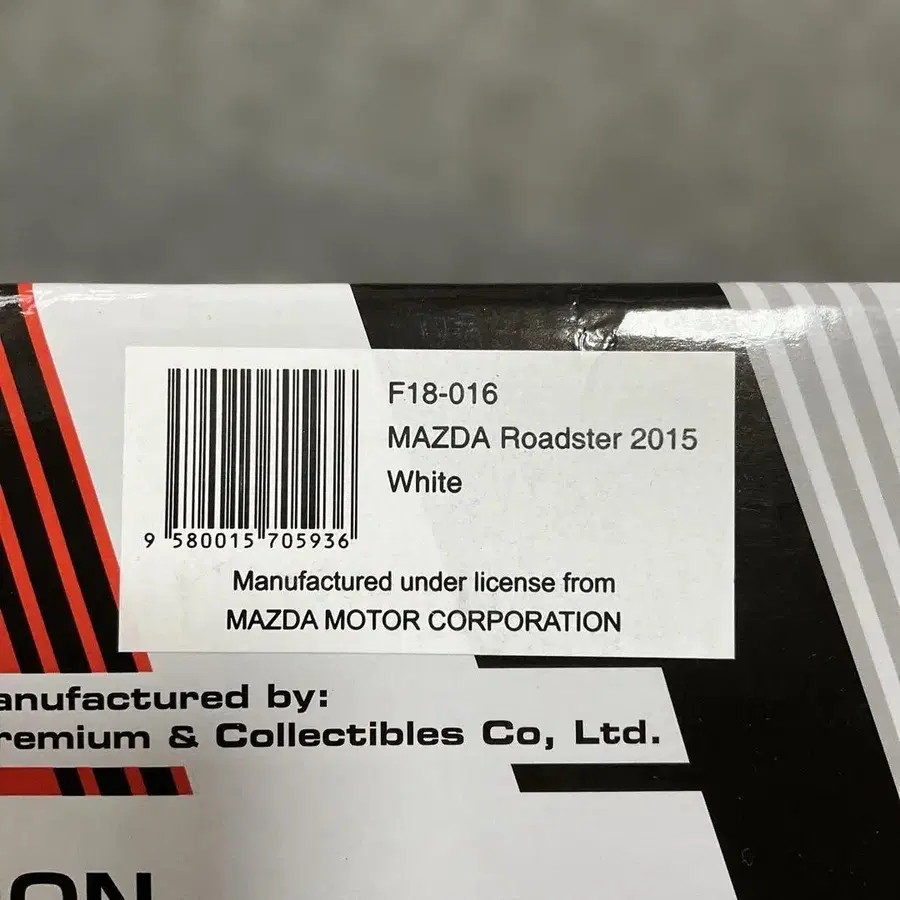 F18-016
MAZDA Roadster 2015
White
9 580015 705936
Manufactured under license from
MAZDA MOTOR CORPORATION
anufactured by:
remium & Collectibles Co, Ltd.
ON